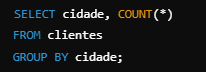 SELECT cidade, COUNT(*)
FROM clientes
GROUP BY cidade;